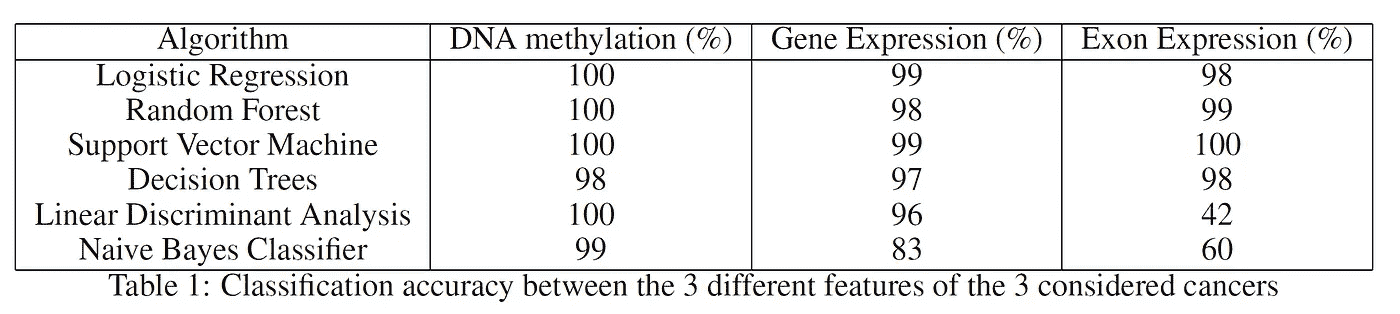 Algorithm DNA methylation (%) Gene Expression (%) Exon Expression (%)
Logistic Regression 100 99 98
Random Forest 100 98 99
Support Vector Machine 100 99 100
Decision Trees 98 97 98
Linear Discriminant Analysis 100 96 42
Naive Bayes Classifier 99 83 60
Table 1: Classification accuracy between the 3 different features of the 3 considered cancers